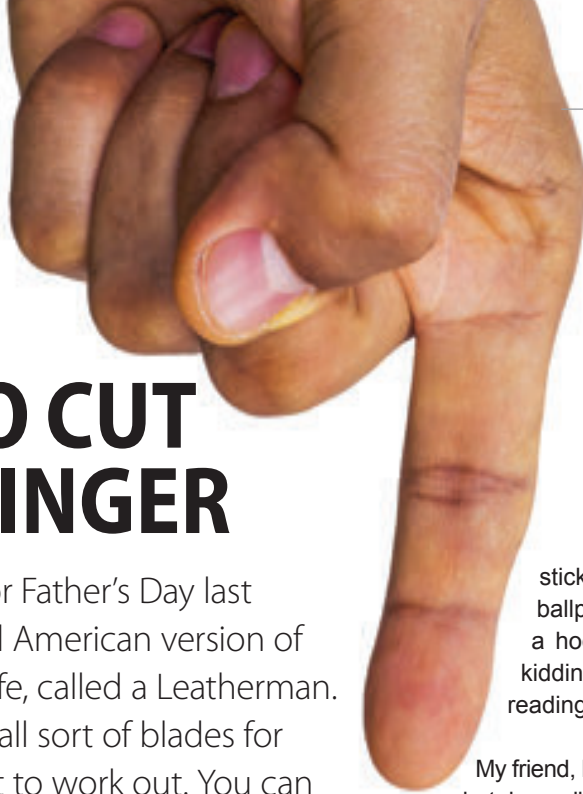 O CUT
INGER
r Father's Day last
l American version of
fe, called a Leatherman.
all sort of blades for
t to work out. You can
stick
ballp
a hoo
kiddin
reading
My friend, I